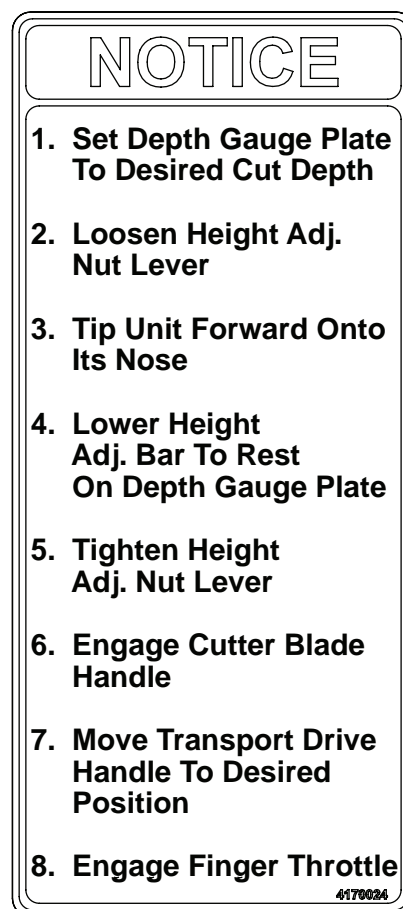 NOTICE
1. Set Depth Gauge Plate
To Desired Cut Depth
2. Loosen Height Adj.
Nut Lever
3. Tip Unit Forward Onto
Its Nose
4. Lower Height
Adj. Bar To Rest
On Depth Gauge Plate
5. Tighten Height
Adj. Nut Lever
6. Engage Cutter Blade
Handle
7. Move Transport Drive
Handle To Desired
Position
8. Engage Finger Throttle
4170024